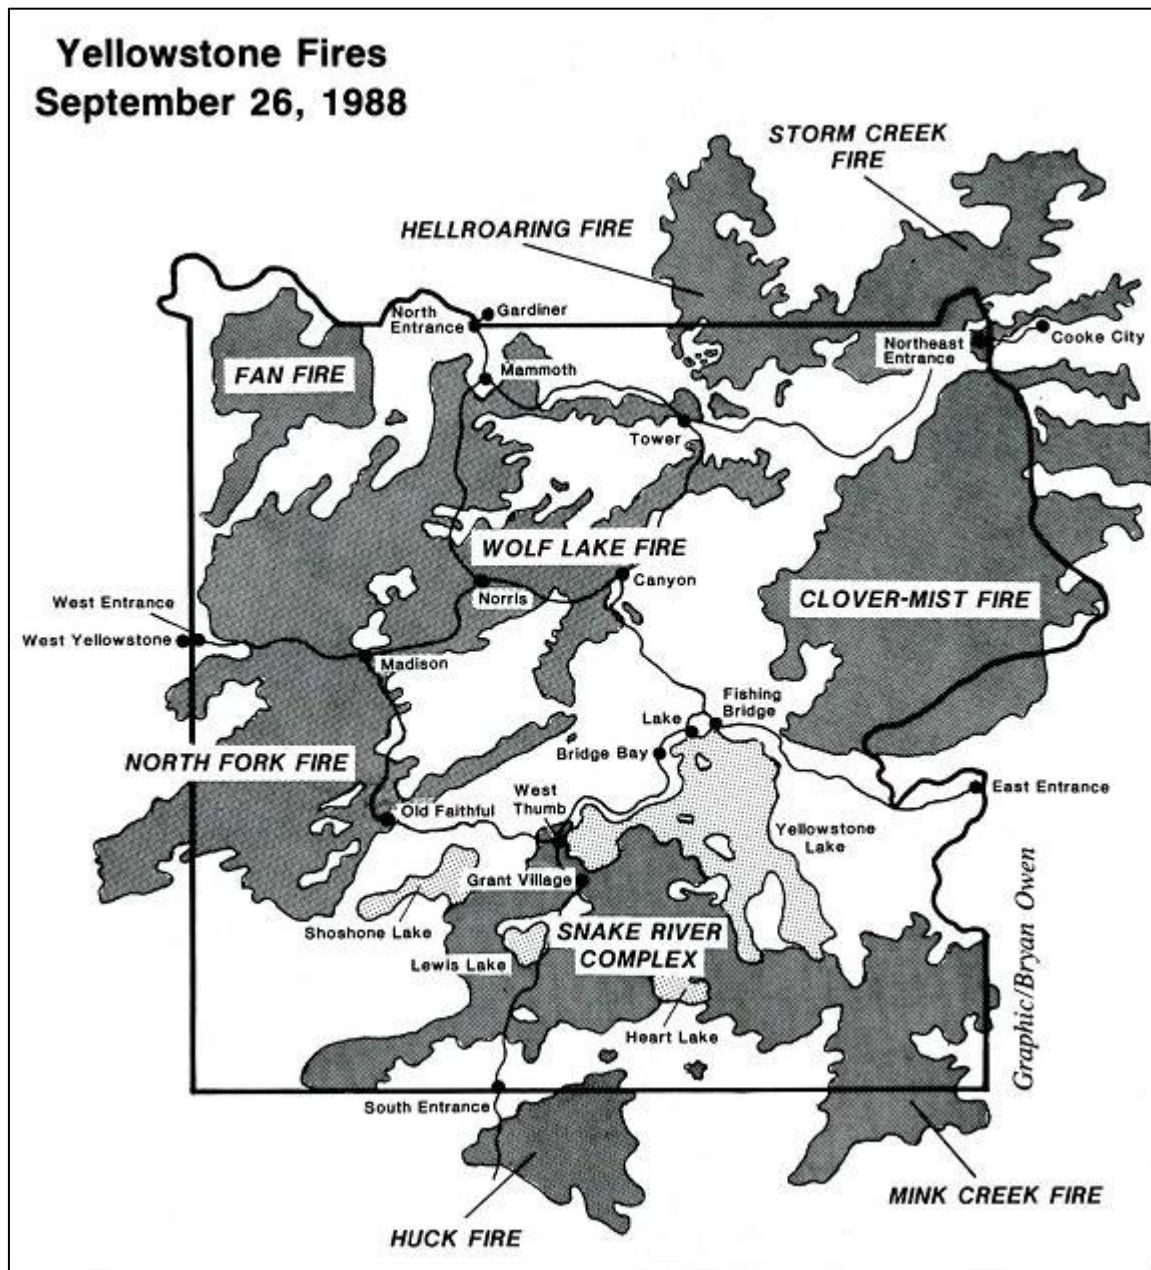 Yellowstone Fires
September 26, 1988
STORM CREEK
FIRE
HELLROARING FIRE
North
Entrance
Gardiner
Northeast
Entrance
Cooke City
FAN FIRE
Mammoth
Tower
WOLF LAKE FIRE
Norris
Canyon
CLOVER-MIST FIRE
West Entrance
West Yellowstone
Madison
Fishing
Bridge
Lake
Bridge Bay
NORTH FORK FIRE
West
Thumb
East Entrance
Old Faithful
Yellowstone
Lake
Grant Village
Shoshone Lake
Lewis Lake
SNAKE RIVER
COMPLEX
Heart Lake
Graphic/Bryan Owen
South Entrance
MINK CREEK FIRE
HUCK FIRE